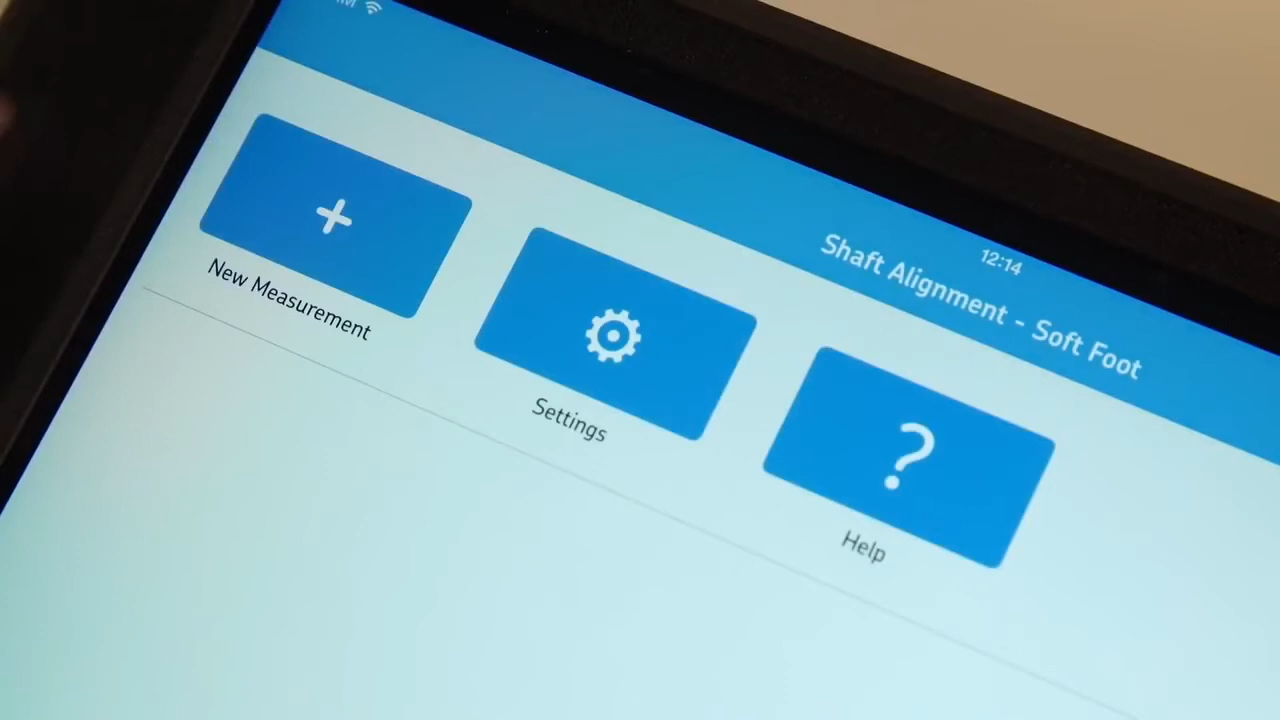 12:14
Shaft Alignment - Soft Foot
New Measurement
Settings
?
Help